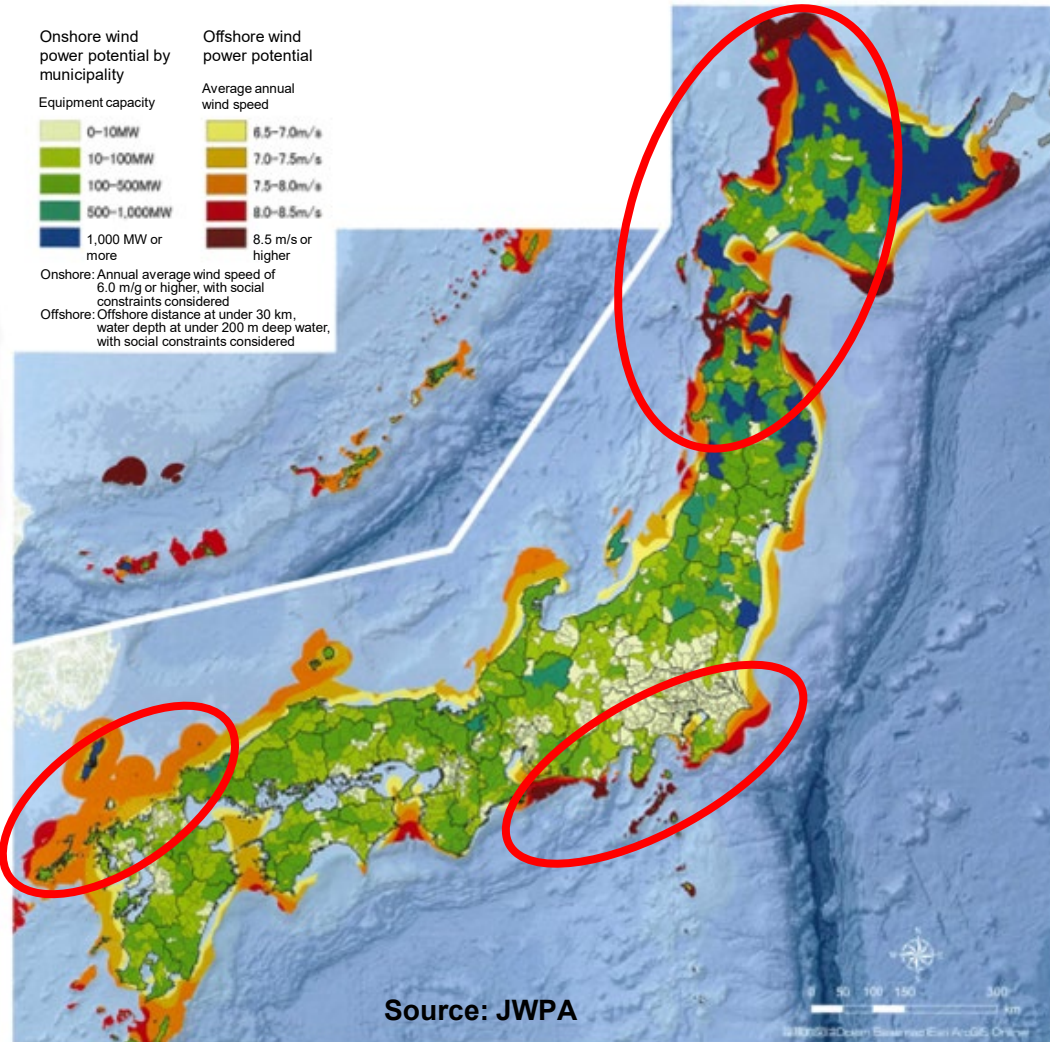 Onshore wind
power potential by
municipality
Equipment capacity
0-10MW
10-100MW
100-500MW
500-1,000MW
1,000 MW or
more
Offshore wind
power potential
Average annual
wind speed
6.5-7.0m/s
7.0-7.5m/s
7.5-8.0m/s
8.0-8.5m/s
8.5 m/s or
higher
Onshore: Annual average wind speed of
6.0 m/g or higher, with social
constraints considered
Offshore: Offshore distance at under 30 km,
water depth at under 200 m deep water,
with social constraints considered
Source: JWPA
N
0 50 100 150 300
km